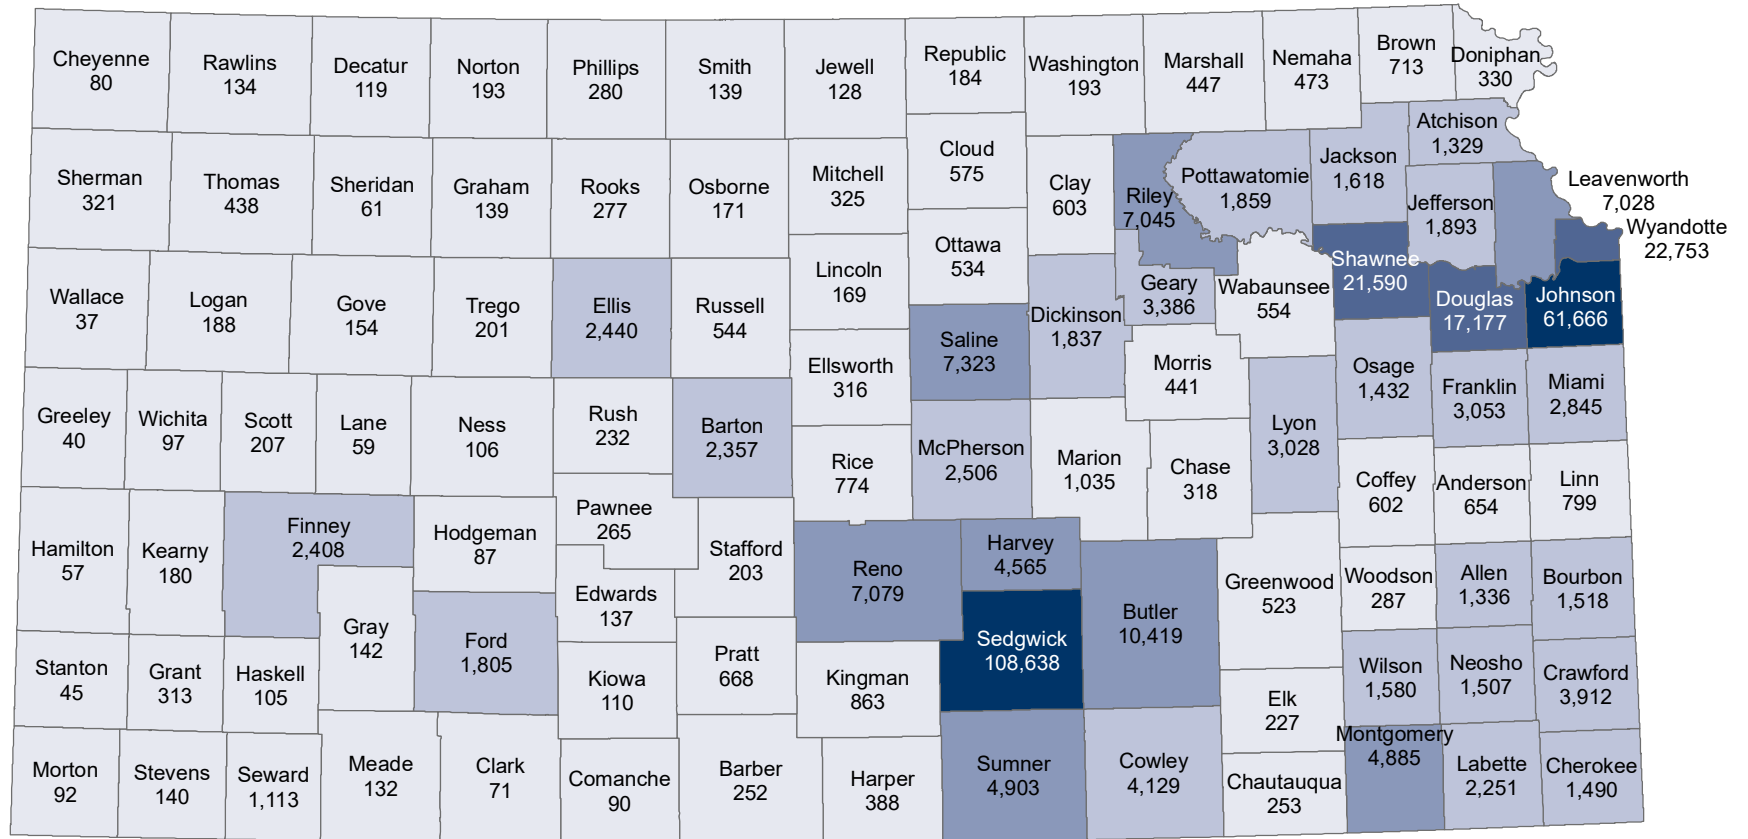 Cheyenne
80
Rawlins
134
Decatur
119
Norton
193
Phillips
280
Smith
139
Jewell
128
Republic
184
Washington
193
Marshall
447
Nemaha
473
Brown
713
Doniphan
330
Sherman
321
Thomas
438
Sheridan
61
Graham
139
Rooks
277
Osborne
171
Mitchell
325
Cloud
575
Clay
603
Riley
7,045
Pottawatomie
1,859
Jackson
1,618
Atchison
1,329
Jefferson
1,893
Leavenworth
7,028
Wyandotte
22,753
Wallace
37
Logan
188
Gove
154
Trego
201
Ellis
2,440
Russell
544
Lincoln
169
Ottawa
534
Saline
7,323
Dickinson
1,837
Geary
3,386
Wabaunsee
554
Shawnee
21,590
Douglas
17,177
Johnson
61,666
Greeley
40
Wichita
97
Scott
207
Lane
59
Ness
106
Rush
232
Barton
2,357
Ellsworth
316
Rice
774
McPherson
2,506
Marion
1,035
Morris
441
Chase
318
Lyon
3,028
Osage
1,432
Franklin
3,053
Miami
2,845
Coffey
602
Anderson
654
Linn
799
Hamilton
57
Kearny
180
Finney
2,408
Hodgeman
87
Pawnee
265
Stafford
203
Edwards
137
Gray
142
Ford
1,805
Reno
7,079
Harvey
4,565
Sedgwick
108,638
Butler
10,419
Greenwood
523
Woodson
287
Allen
1,336
Bourbon
1,518
Stanton
45
Grant
313
Haskell
105
Kiowa
110
Pratt
668
Kingman
863
Elk
227
Wilson
1,580
Neosho
1,507
Crawford
3,912
Morton
92
Stevens
140
Seward
1,113
Meade
132
Clark
71
Comanche
90
Barber
252
Harper
388
Sumner
4,903
Cowley
4,129
Chautauqua
253
Montgomery
4,885
Labette
2,251
Cherokee
1,490